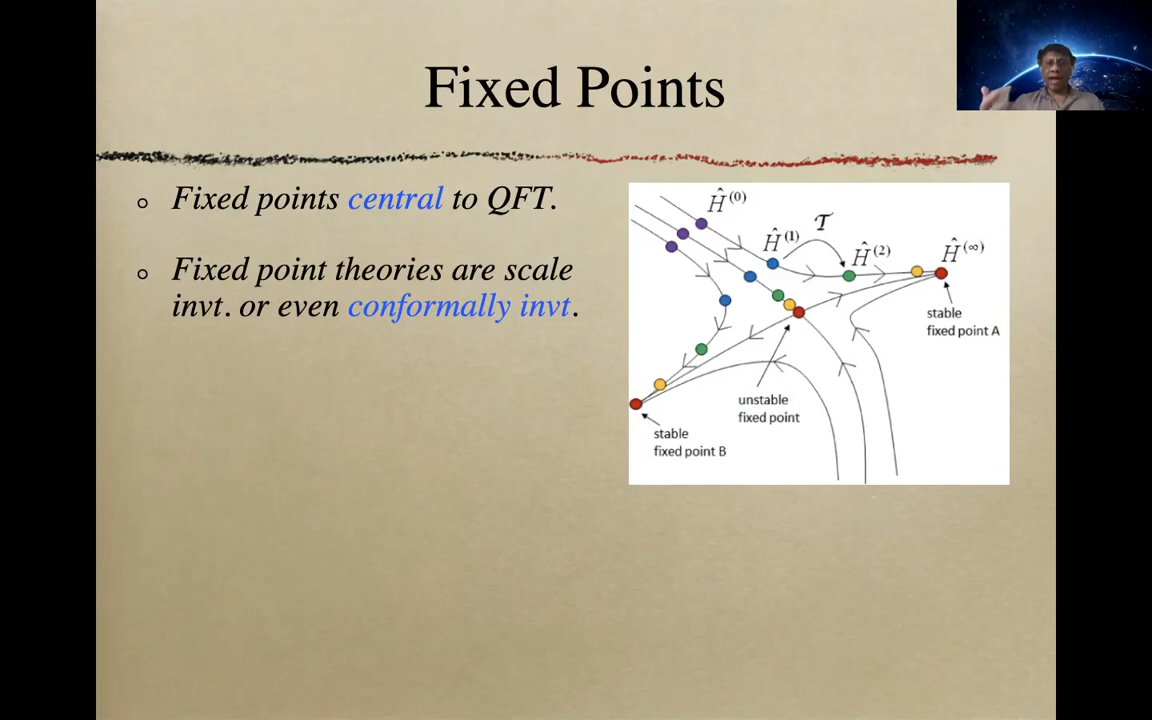 Fixed Points
Fixed points central to QFT.
Fixed point theories are scale
invt. or even conformally invt.
Ĥ⁽⁰⁾
Ĥ⁽¹⁾
𝒯
Ĥ⁽²⁾
Ĥ⁽∞⁾
stable
fixed point A
unstable
fixed point
stable
fixed point B